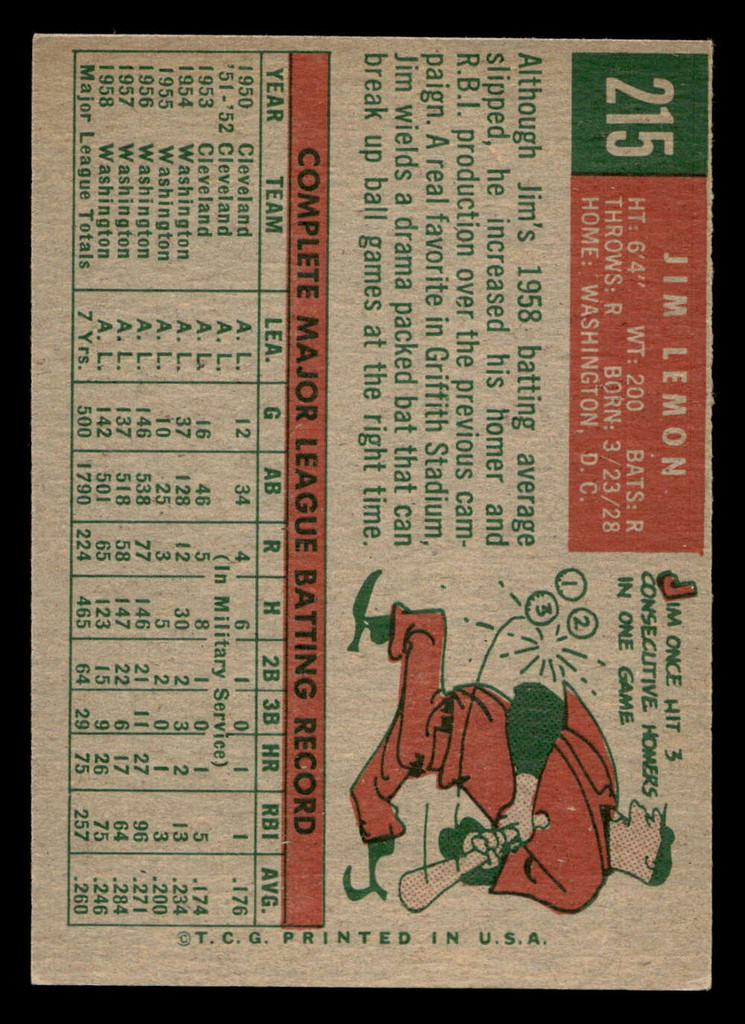 215
JIM LEMON
HT: 6'4" WT: 200 BATS: R
THROWS: R BORN: 3/23/28
HOME: WASHINGTON, D. C.
Although Jim's 1958 batting average
slipped, he increased his homer and
R.B.I. production over the previous cam-
paign. A real favorite in Griffith Stadium,
Jim wields a drama packed bat that can
break up ball games at the right time.
JIM ONCE HIT 3
CONSECUTIVE HOMERS
IN ONE GAME
1
2
3
COMPLETE MAJOR LEAGUE BATTING RECORD
YEAR TEAM LEA. G AB R H 2B 3B HR RBI AVG.
1950 Cleveland A. L. 12 34 4 6 1 0 1 1 .176
'51-'52 Cleveland (In Military Service)
1953 Cleveland A. L. 16 46 5 8 1 0 1 5 .174
1954 Washington A. L. 37 128 12 30 2 3 2 13 .234
1955 Washington A. L. 10 25 3 5 2 0 1 3 .200
1956 Washington A. L. 146 538 77 146 21 11 27 96 .271
1957 Washington A. L. 137 518 58 147 22 6 17 64 .284
1958 Washington A. L. 142 501 65 123 15 9 26 75 .246
Major League Totals 7 Yrs. 500 1790 224 465 64 29 75 257 .260
© T. C. G. PRINTED IN U.S.A.